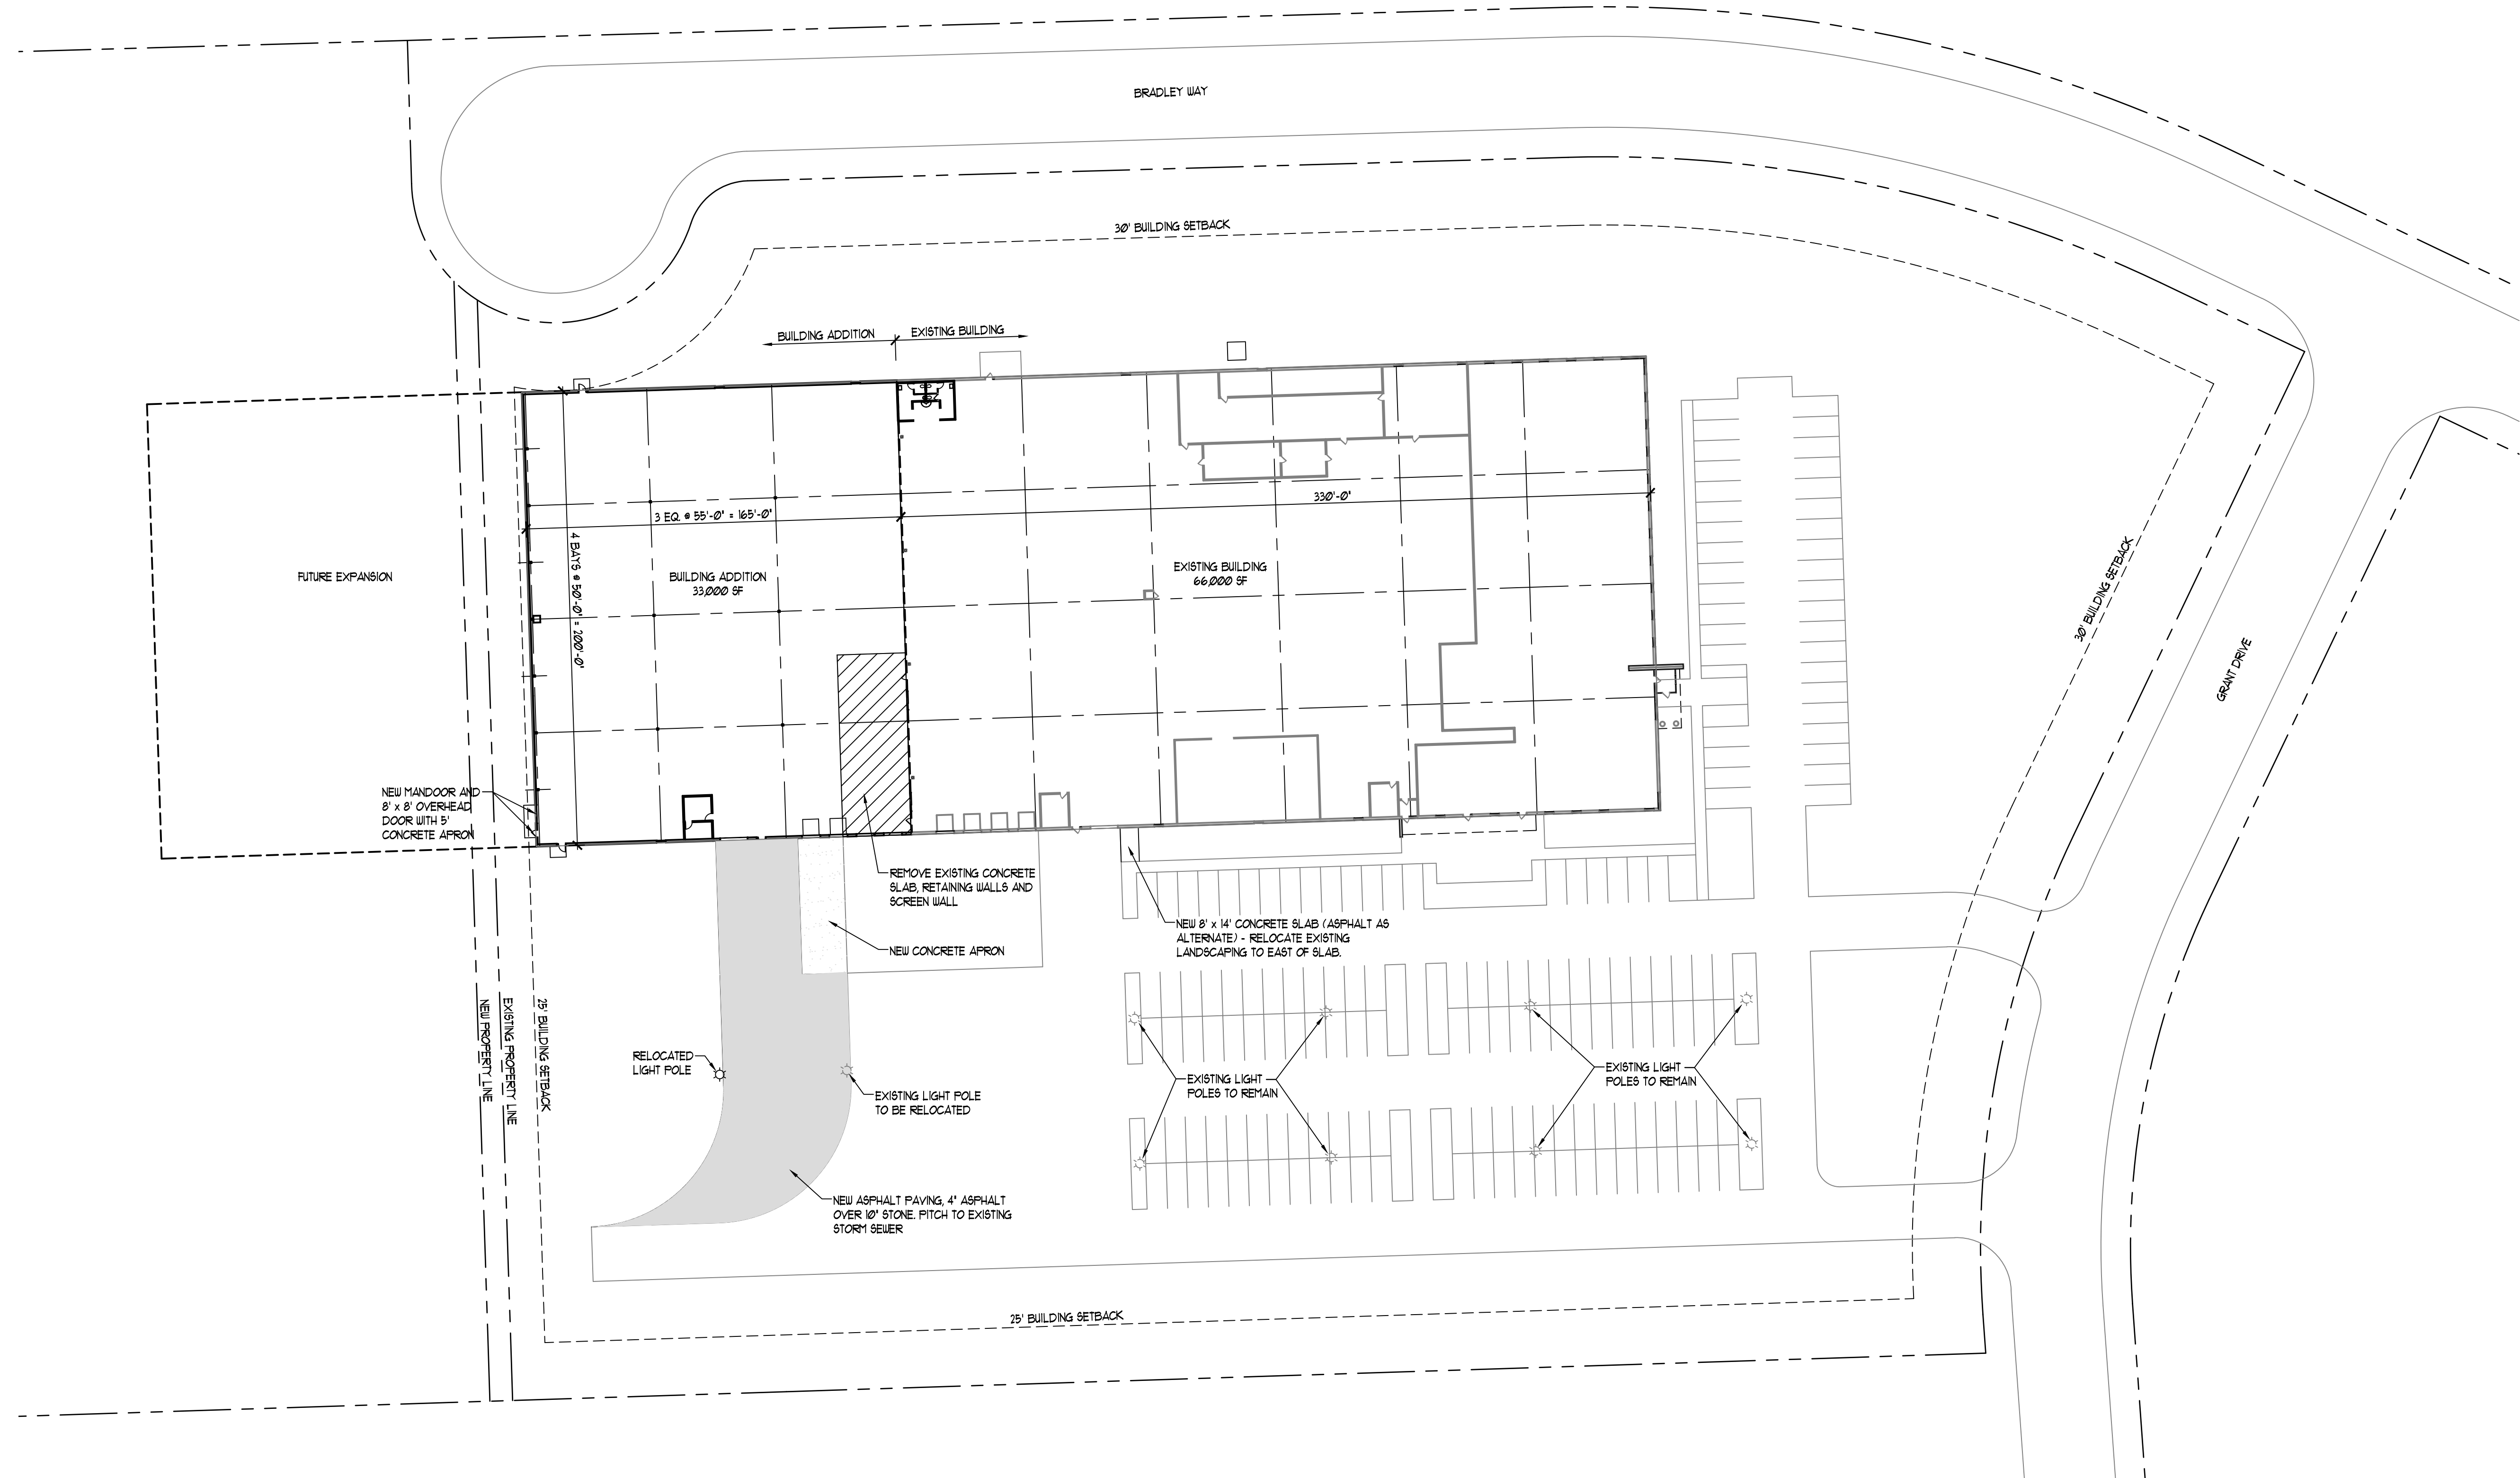 BRADLEY WAY
30' BUILDING SETBACK
BUILDING ADDITION
EXISTING BUILDING
330'-0"
3 EQ. @ 55'-0" = 165'-0"
4 BAYS @ 50'-0" = 200'-0"
FUTURE EXPANSION
BUILDING ADDITION
33,000 SF
EXISTING BUILDING
66,000 SF
30' BUILDING SETBACK
GRANT DRIVE
NEW MANDOOR AND
8' x 8' OVERHEAD
DOOR WITH 5'
CONCRETE APRON
REMOVE EXISTING CONCRETE
SLAB, RETAINING WALLS AND
SCREEN WALL
NEW CONCRETE APRON
NEW 8' x 14' CONCRETE SLAB (ASPHALT AS
ALTERNATE) - RELOCATE EXISTING
LANDSCAPING TO EAST OF SLAB.
NEW PROPERTY LINE
EXISTING PROPERTY LINE
25' BUILDING SETBACK
RELOCATED
LIGHT POLE
EXISTING LIGHT POLE
TO BE RELOCATED
EXISTING LIGHT
POLES TO REMAIN
EXISTING LIGHT
POLES TO REMAIN
NEW ASPHALT PAVING, 4" ASPHALT
OVER 10" STONE. PITCH TO EXISTING
STORM SEWER
25' BUILDING SETBACK